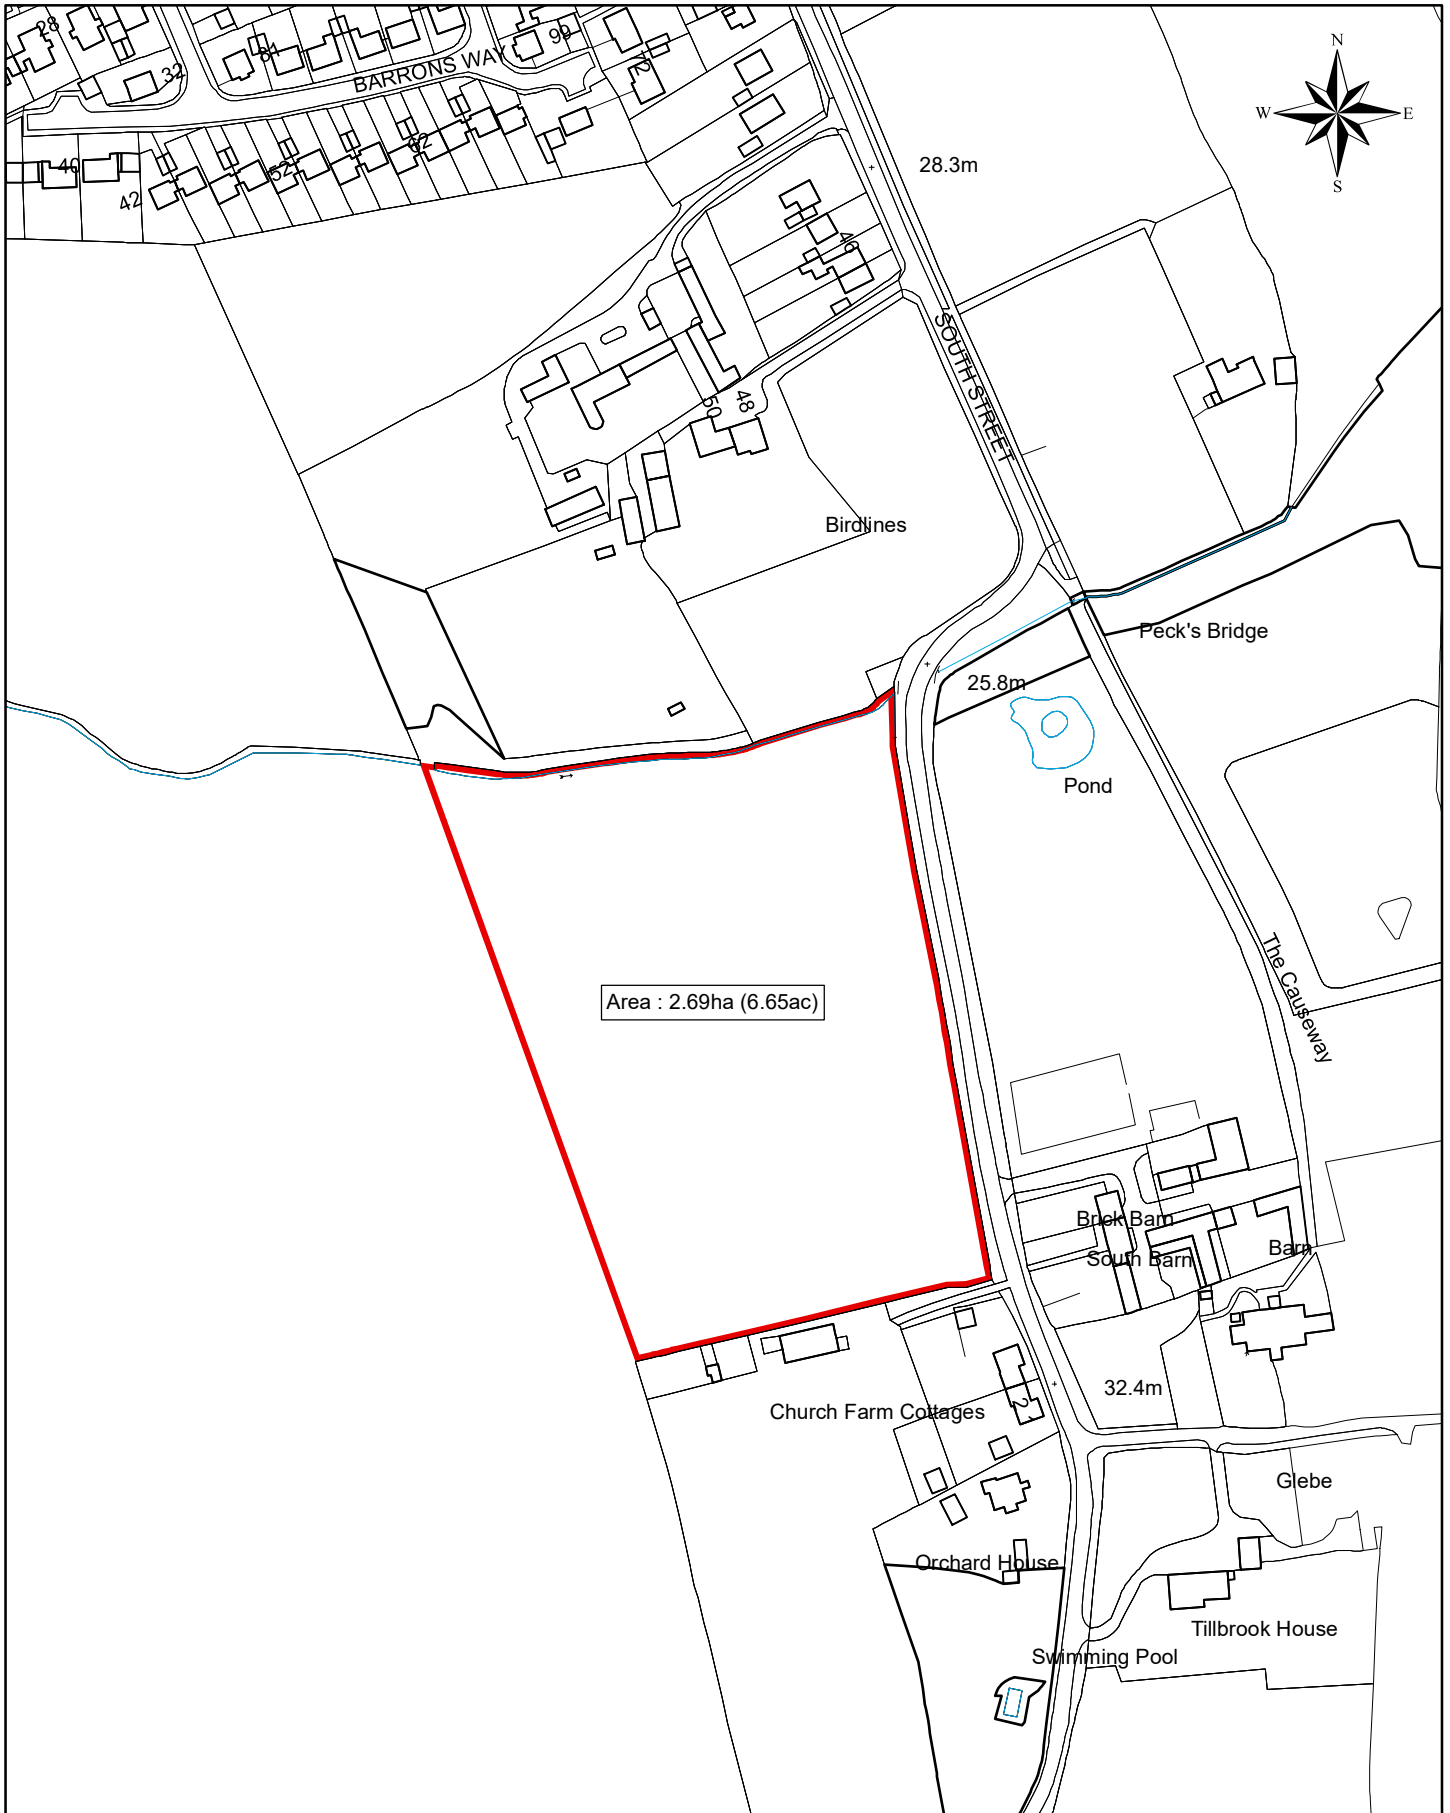 28
32
81
BARRONS WAY
99
72
N
W
E
S
40
42
52
62
28.3m
46
SOUTH STREET
50
48
Birdlines
Peck's Bridge
25.8m
Pond
The Causeway
Area : 2.69ha (6.65ac)
Brick Barn
South Barn
Barn
32.4m
2
Church Farm Cottages
Glebe
Orchard House
Tillbrook House
Swimming Pool